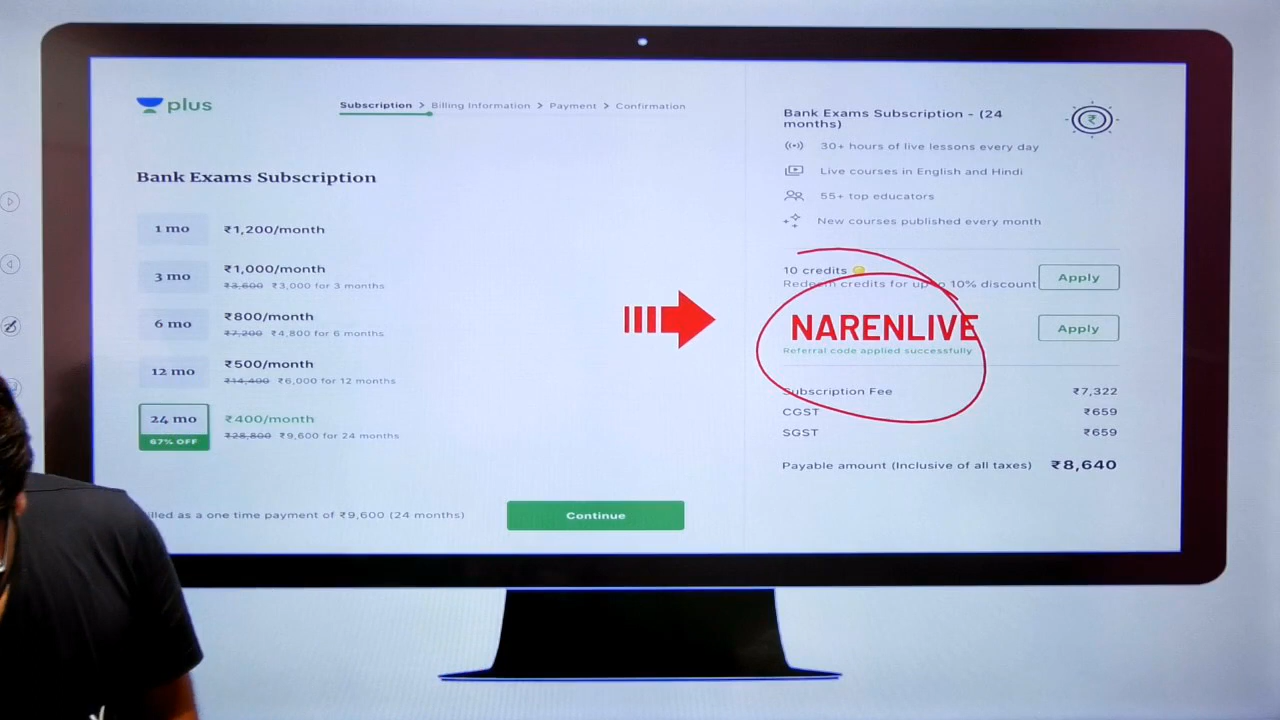 plus
Subscription > Billing Information > Payment > Confirmation
Bank Exams Subscription
1 mo ₹1,200/month
3 mo ₹1,000/month
₹3,600 ₹3,000 for 3 months
6 mo ₹800/month
₹7,200 ₹4,800 for 6 months
12 mo ₹500/month
₹14,400 ₹6,000 for 12 months
24 mo ₹400/month
67% OFF ₹28,800 ₹9,600 for 24 months
illed as a one time payment of ₹9,600 (24 months)
Continue
Bank Exams Subscription - (24
months)
30+ hours of live lessons every day
Live courses in English and Hindi
55+ top educators
New courses published every month
10 credits
Redeem credits for up to 10% discount
Apply
NARENLIVE
Apply
Referral code applied successfully
Subscription Fee ₹7,322
CGST ₹659
SGST ₹659
Payable amount (Inclusive of all taxes) ₹8,640